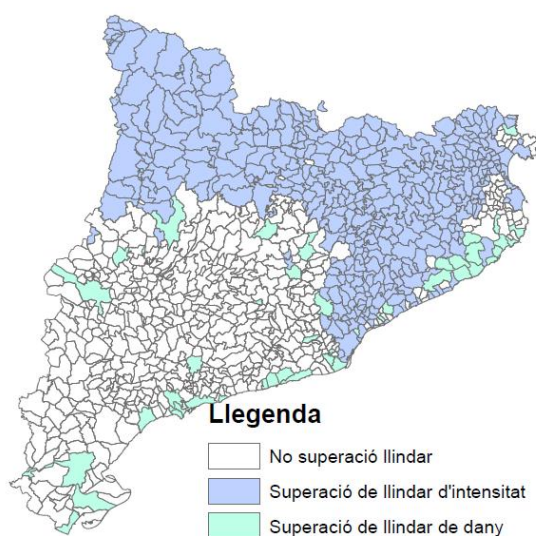 Llegenda
No superació llindar
Superació de llindar d'intensitat
Superació de llindar de dany